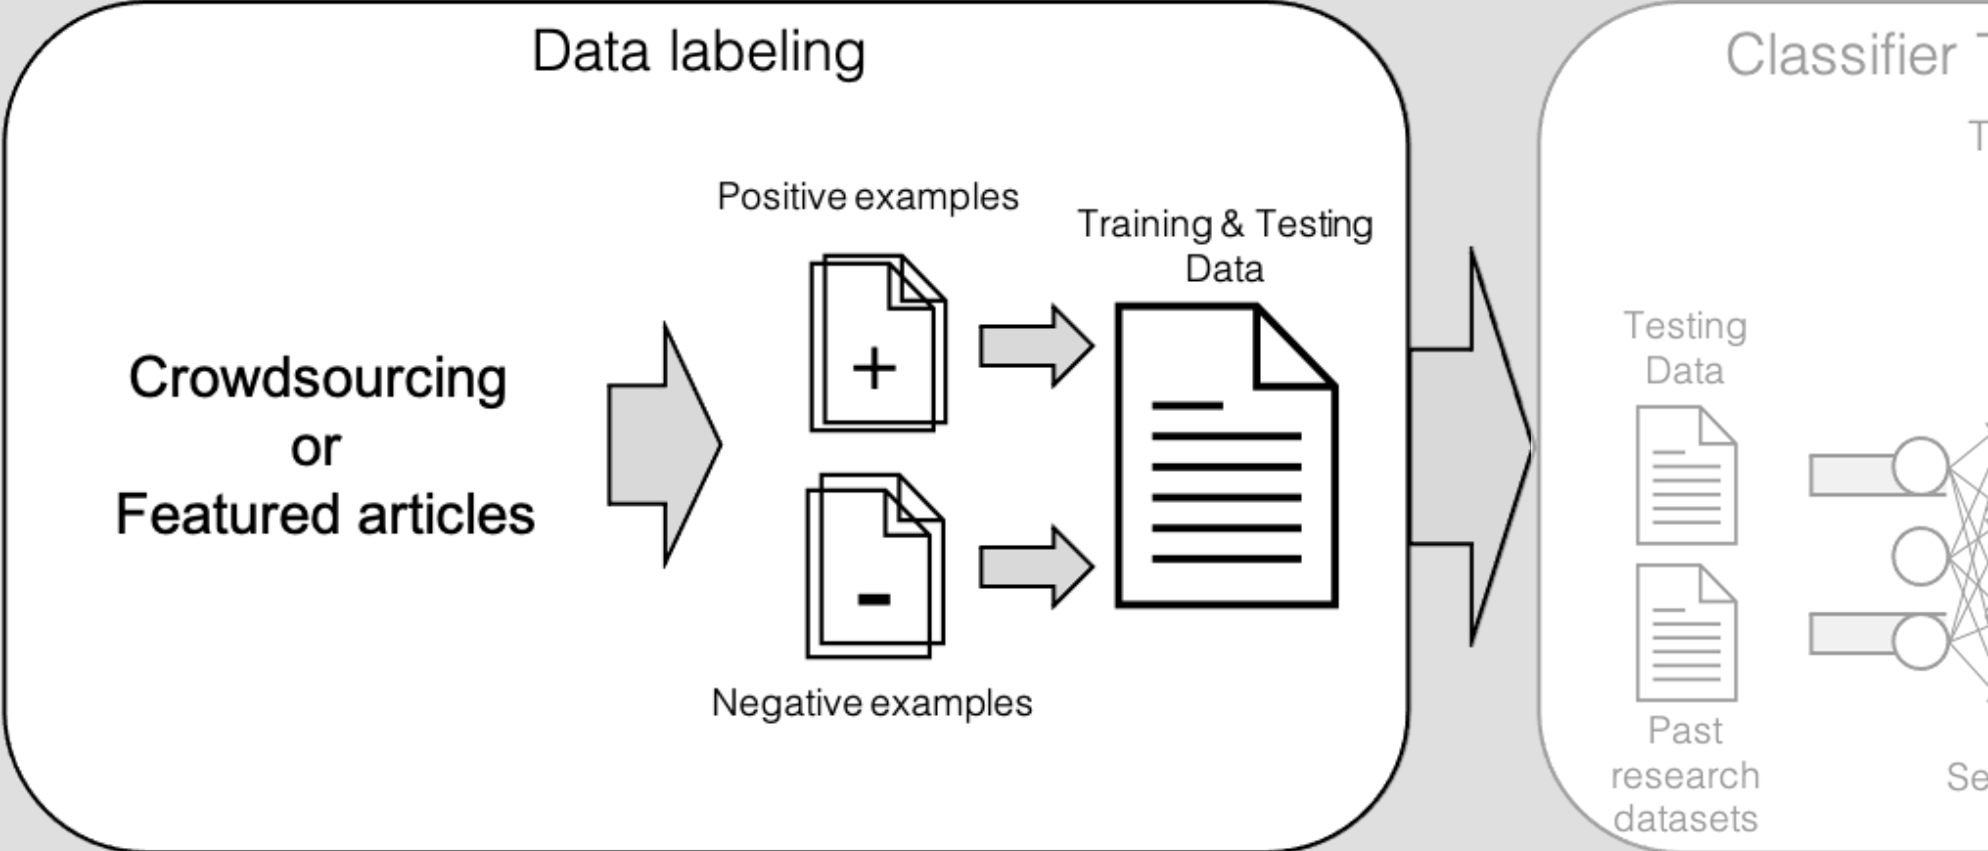 Data labeling
Positive examples
Training & Testing
Data
Crowdsourcing
or
Featured articles
+
-
Negative examples
Classifier
Testing
Data
Past
research
datasets